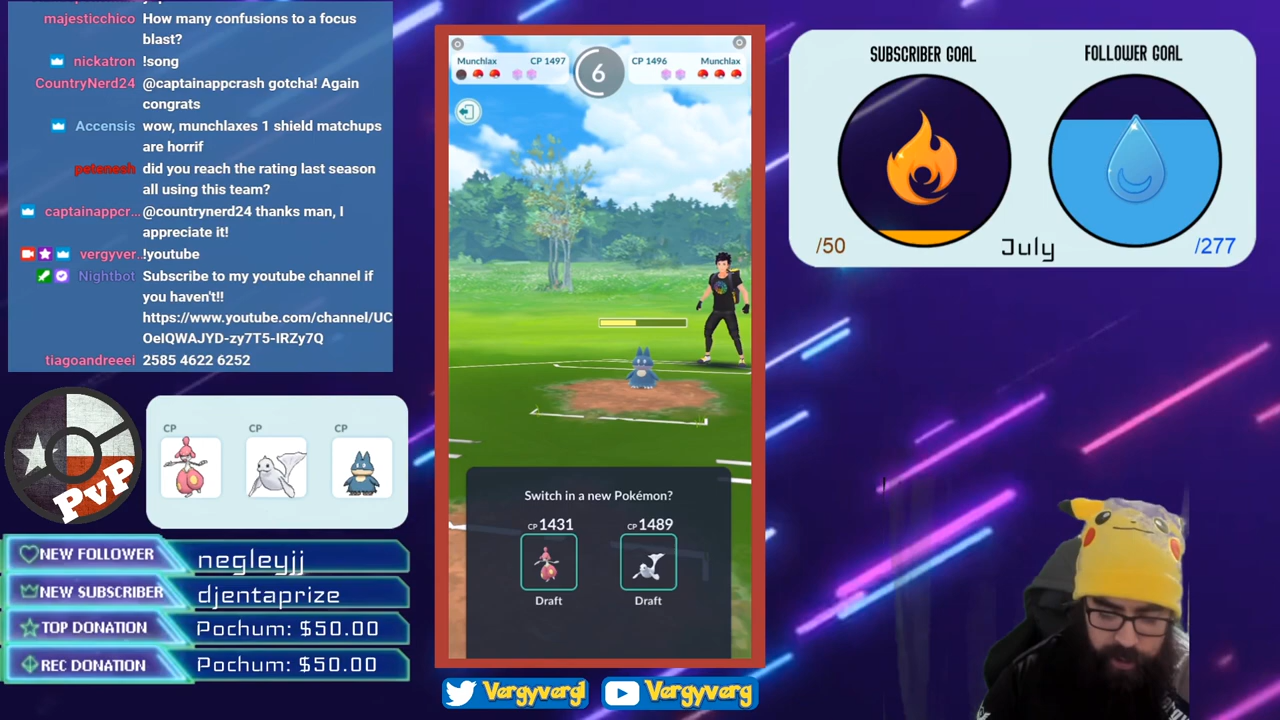 majesticchico How many confusions to a focus
blast?
nickatron !song
CountryNerd24 @captainappcrash gotcha! Again
congrats
Accensis wow, munchlaxes 1 shield matchups
are horrif
petenesh did you reach the rating last season
all using this team?
captainappcr... @countrynerd24 thanks man, I
appreciate it!
vergyver... !youtube
Nightbot Subscribe to my youtube channel if
you haven't!!
https://www.youtube.com/channel/UC
OeIQWAJYD-zy7T5-IRZy7Q
tiagoandreeei 2585 4622 6252
PvP
CP CP CP
NEW FOLLOWER negleyjj
NEW SUBSCRIBER djentaprize
TOP DONATION Pochum: $50.00
REC DONATION Pochum: $50.00
Munchlax CP 1497
6
CP 1496 Munchlax
Switch in a new Pokémon?
CP 1431 CP 1489
Draft Draft
Vergyverg1 Vergyverg
SUBSCRIBER GOAL FOLLOWER GOAL
/50 July /277